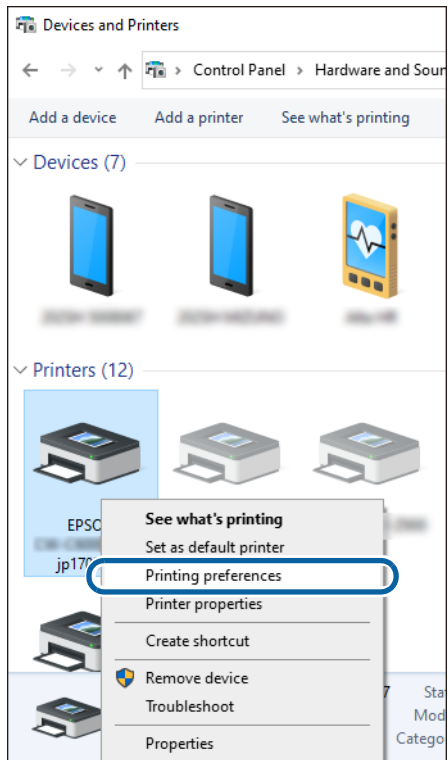 Devices and Printers
Control Panel > Hardware and Soun
Add a device Add a printer See what's printing
Devices (7)
Printers (12)
EPSO
jp170
See what's printing
Set as default printer
Printing preferences
Printer properties
Create shortcut
Remove device
Troubleshoot
Properties
7 Sta
Mod
Catego